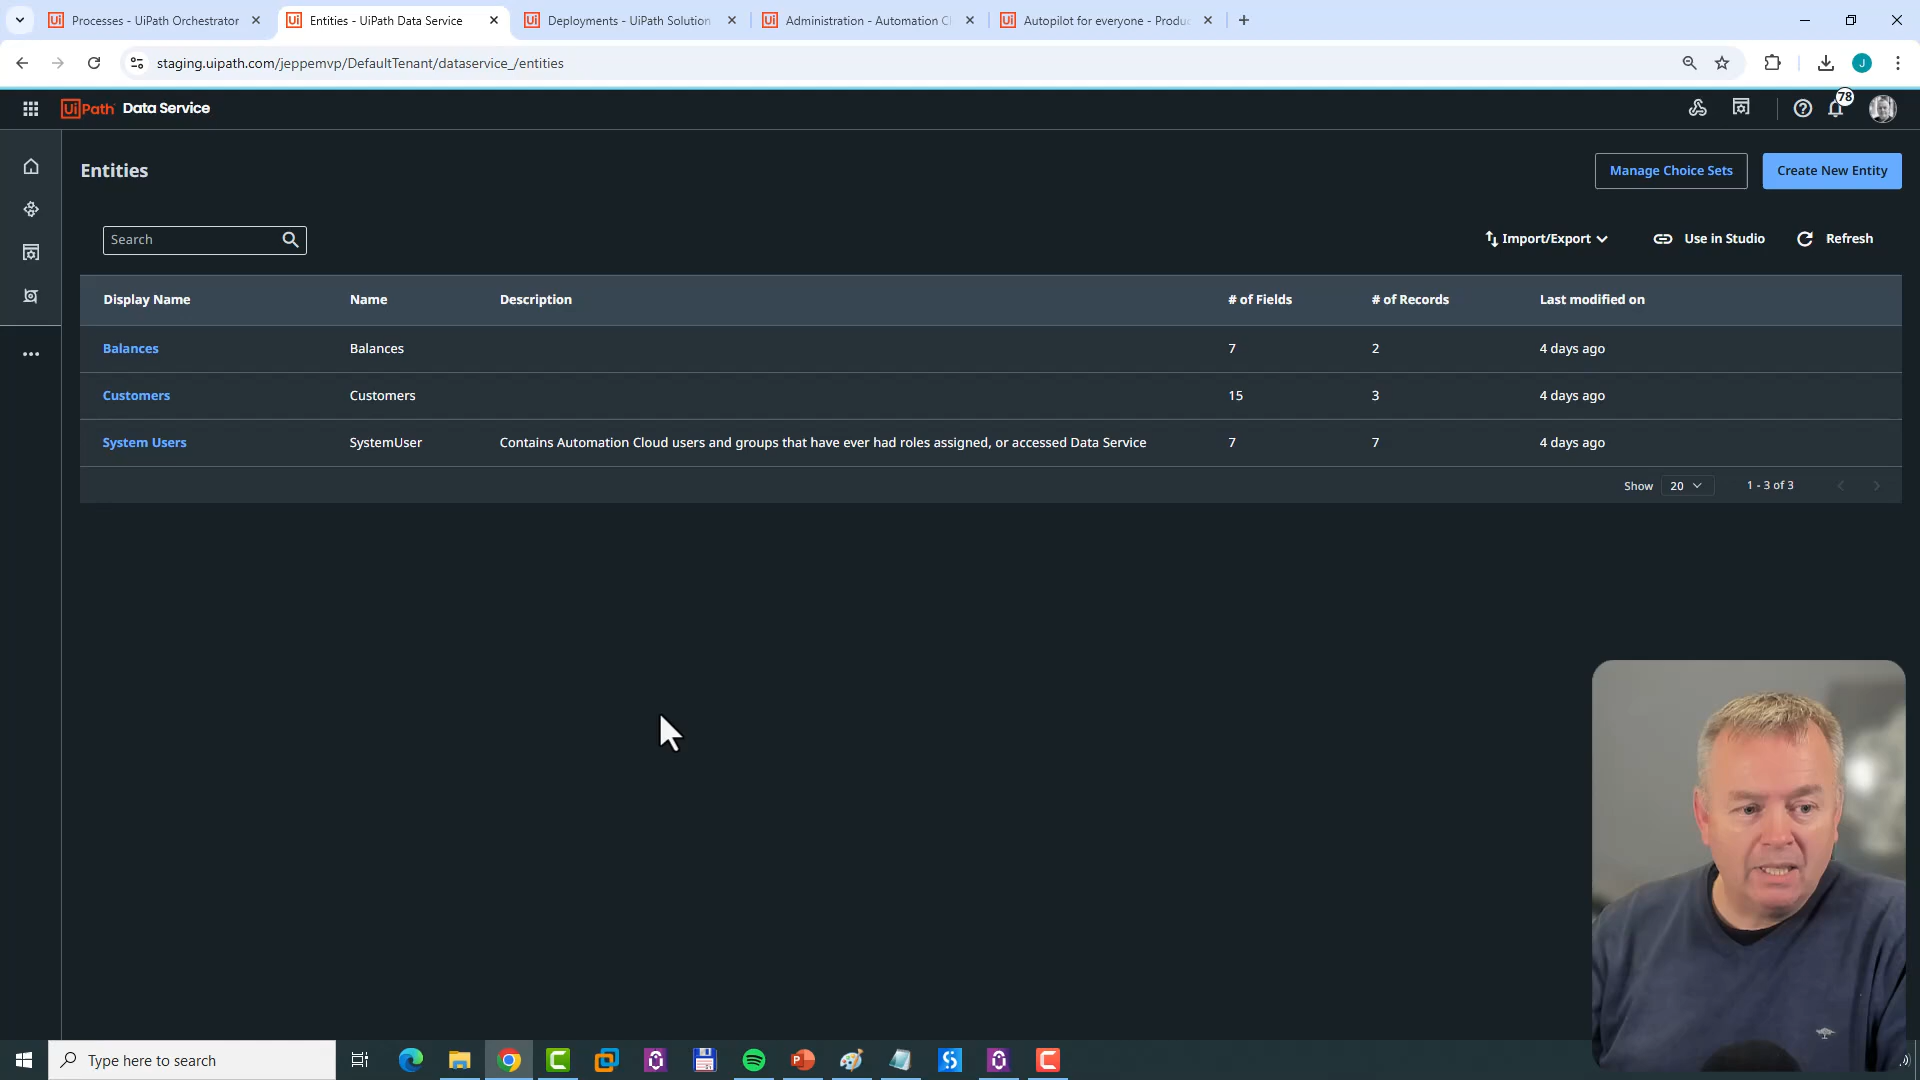 Processes - UiPath Orchestrator
Entities - UiPath Data Service
Deployments - UiPath Solution
Administration - Automation C
Autopilot for everyone - Produ
staging.uipath.com/jeppemvp/DefaultTenant/dataservice_/entities
J
UiPath Data Service
78
Entities
Manage Choice Sets
Create New Entity
Search
Import/Export
Use in Studio
Refresh
Display Name Name Description # of Fields # of Records Last modified on
Balances Balances 7 2 4 days ago
Customers Customers 15 3 4 days ago
System Users SystemUser Contains Automation Cloud users and groups that have ever had roles assigned, or accessed Data Service 7 7 4 days ago
Show 20 1 - 3 of 3
Type here to search